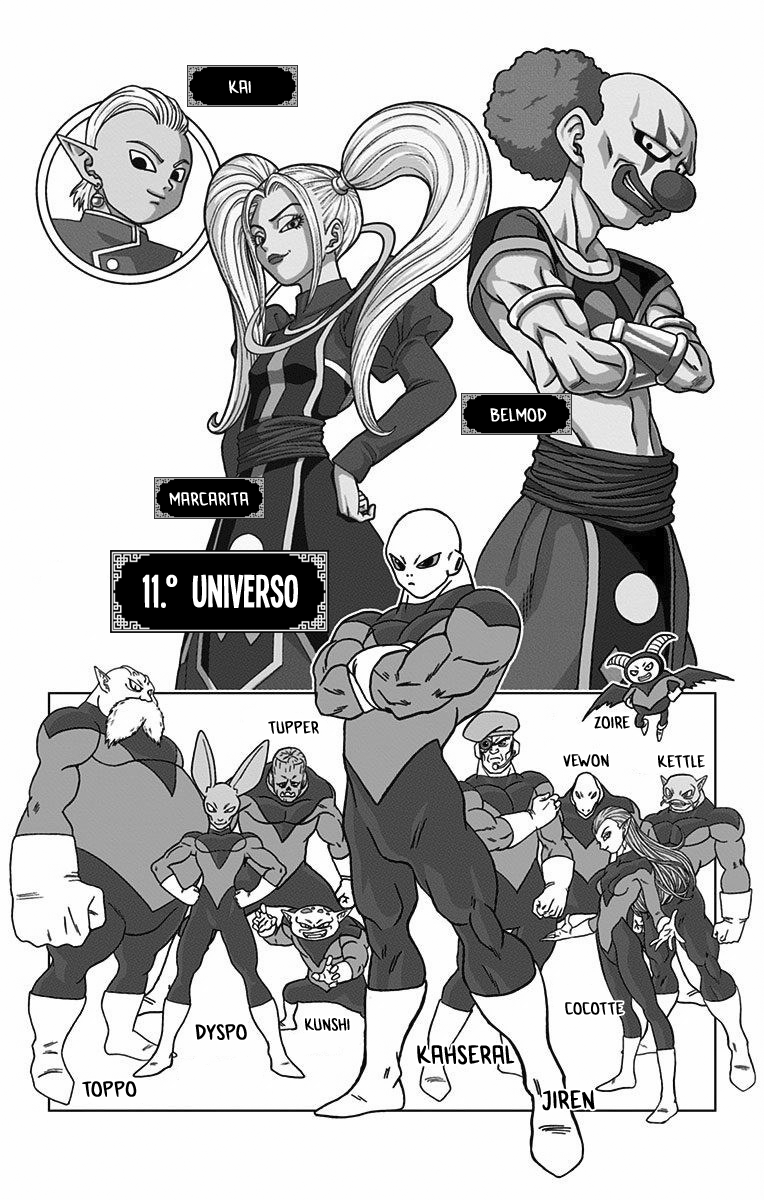 KAI
BELMOD
MARCARITA
11.º UNIVERSO
ZOIRE
TUPPER
VEWON
KETTLE
COCOTTE
KUNSHI
DYSPO
KAHSERAL
TOPPO
JIREN